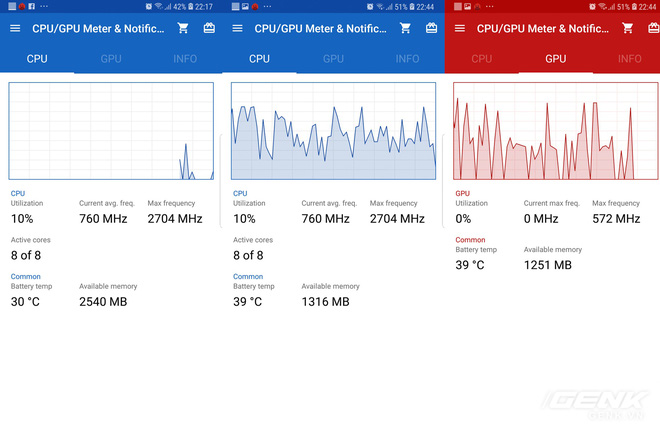 42% 22:17
CPU/GPU Meter & Notific...
CPU GPU INFO
CPU
Utilization Current avg. freq. Max frequency
10% 760 MHz 2704 MHz
Active cores
8 of 8
Common
Battery temp Available memory
30 °C 2540 MB
51% 22:44
CPU/GPU Meter & Notific...
CPU GPU INFO
CPU
Utilization Current avg. freq. Max frequency
10% 760 MHz 2704 MHz
Active cores
8 of 8
Common
Battery temp Available memory
39 °C 1316 MB
51% 22:44
CPU/GPU Meter & Notific...
CPU GPU INFO
GPU
Utilization Current max freq. Max frequency
0% 0 MHz 572 MHz
Common
Battery temp Available memory
39 °C 1251 MB
GENK
GENK.VN